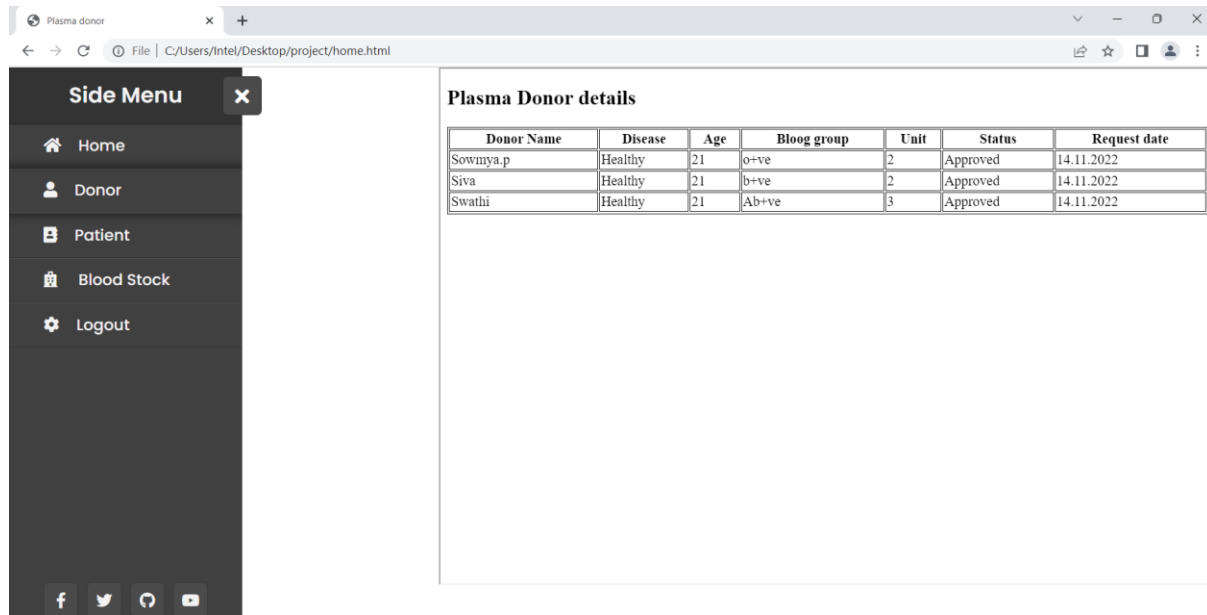 Plasma donor
File | C:/Users/Intel/Desktop/project/home.html
Side Menu
Home
Donor
Patient
Blood Stock
Logout
Plasma Donor details
Donor Name Disease Age Bloog group Unit Status Request date
Sowmya.p Healthy 21 o+ve 2 Approved 14.11.2022
Siva Healthy 21 b+ve 2 Approved 14.11.2022
Swathi Healthy 21 Ab+ve 3 Approved 14.11.2022